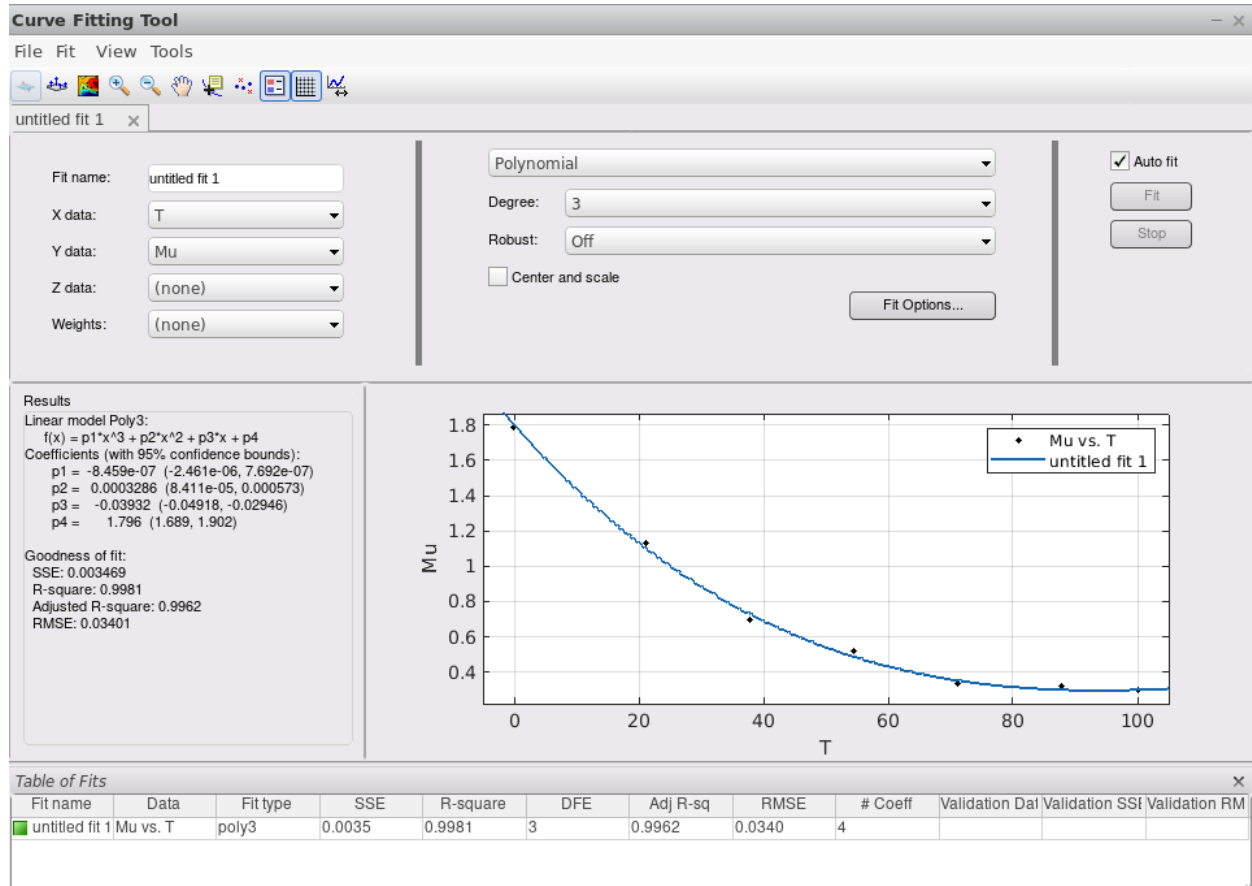 Curve Fitting Tool
File Fit View Tools
untitled fit 1
Fit name: untitled fit 1
X data: T
Y data: Mu
Z data: (none)
Weights: (none)
Polynomial
Degree: 3
Robust: Off
Center and scale
Fit Options...
Auto fit
Fit
Stop
Results
Linear model Poly3:
f(x) = p1*x^3 + p2*x^2 + p3*x + p4
Coefficients (with 95% confidence bounds):
p1 = -8.459e-07 (-2.461e-06, 7.692e-07)
p2 = 0.0003286 (8.411e-05, 0.000573)
p3 = -0.03932 (-0.04918, -0.02946)
p4 = 1.796 (1.689, 1.902)
Goodness of fit:
SSE: 0.003469
R-square: 0.9981
Adjusted R-square: 0.9962
RMSE: 0.03401
1.8
1.6
1.4
1.2
1
0.8
0.6
0.4
Mu
Mu vs. T
untitled fit 1
0 20 40 60 80 100
T
Table of Fits
Fit name Data Fit type SSE R-square DFE Adj R-sq RMSE # Coeff Validation Dat Validation SSE Validation RM
untitled fit 1 Mu vs. T poly3 0.0035 0.9981 3 0.9962 0.0340 4